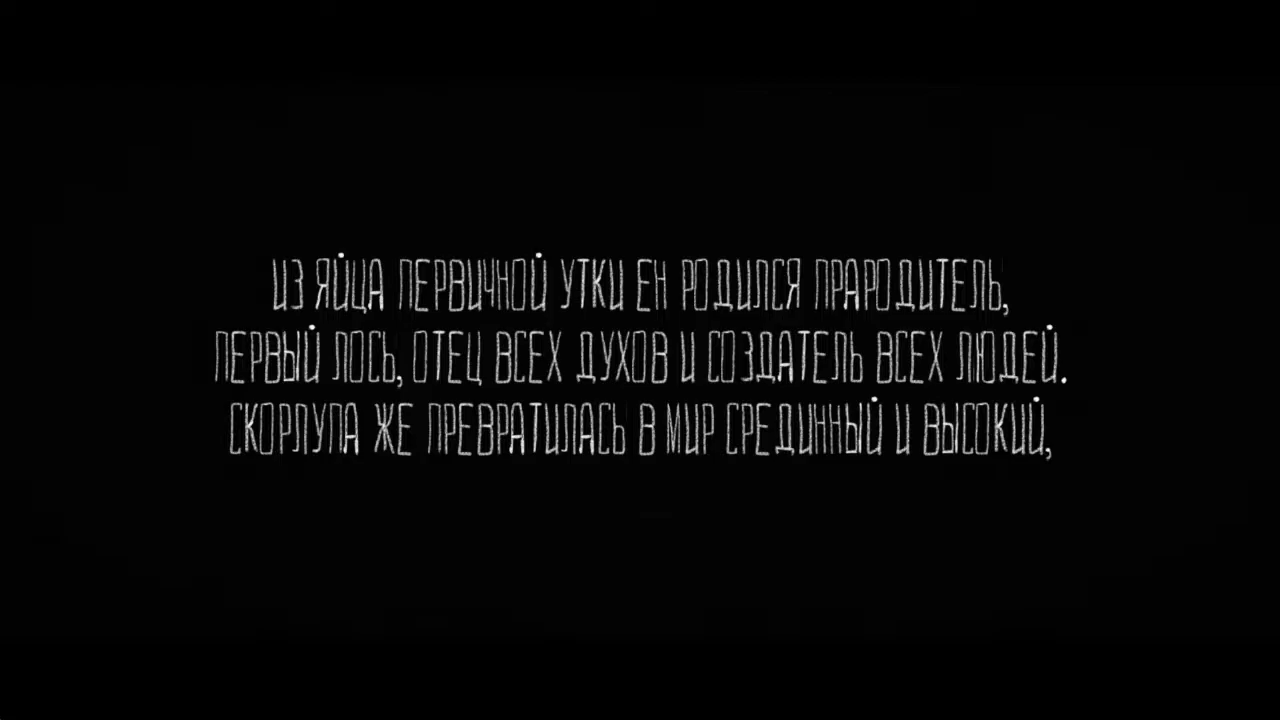 ИЗ ЯЙЦА ПЕРВИЧНОЙ УТКИ ЕН РОДИЛСЯ ПРАРОДИТЕЛЬ,
ПЕРВЫЙ ЛОСЬ, ОТЕЦ ВСЕХ ДУХОВ И СОЗДАТЕЛЬ ВСЕХ ЛЮДЕЙ.
СКОРЛУПА ЖЕ ПРЕВРАТИЛАСЬ В МИР СРЕДИННЫЙ И ВЫСОКИЙ,